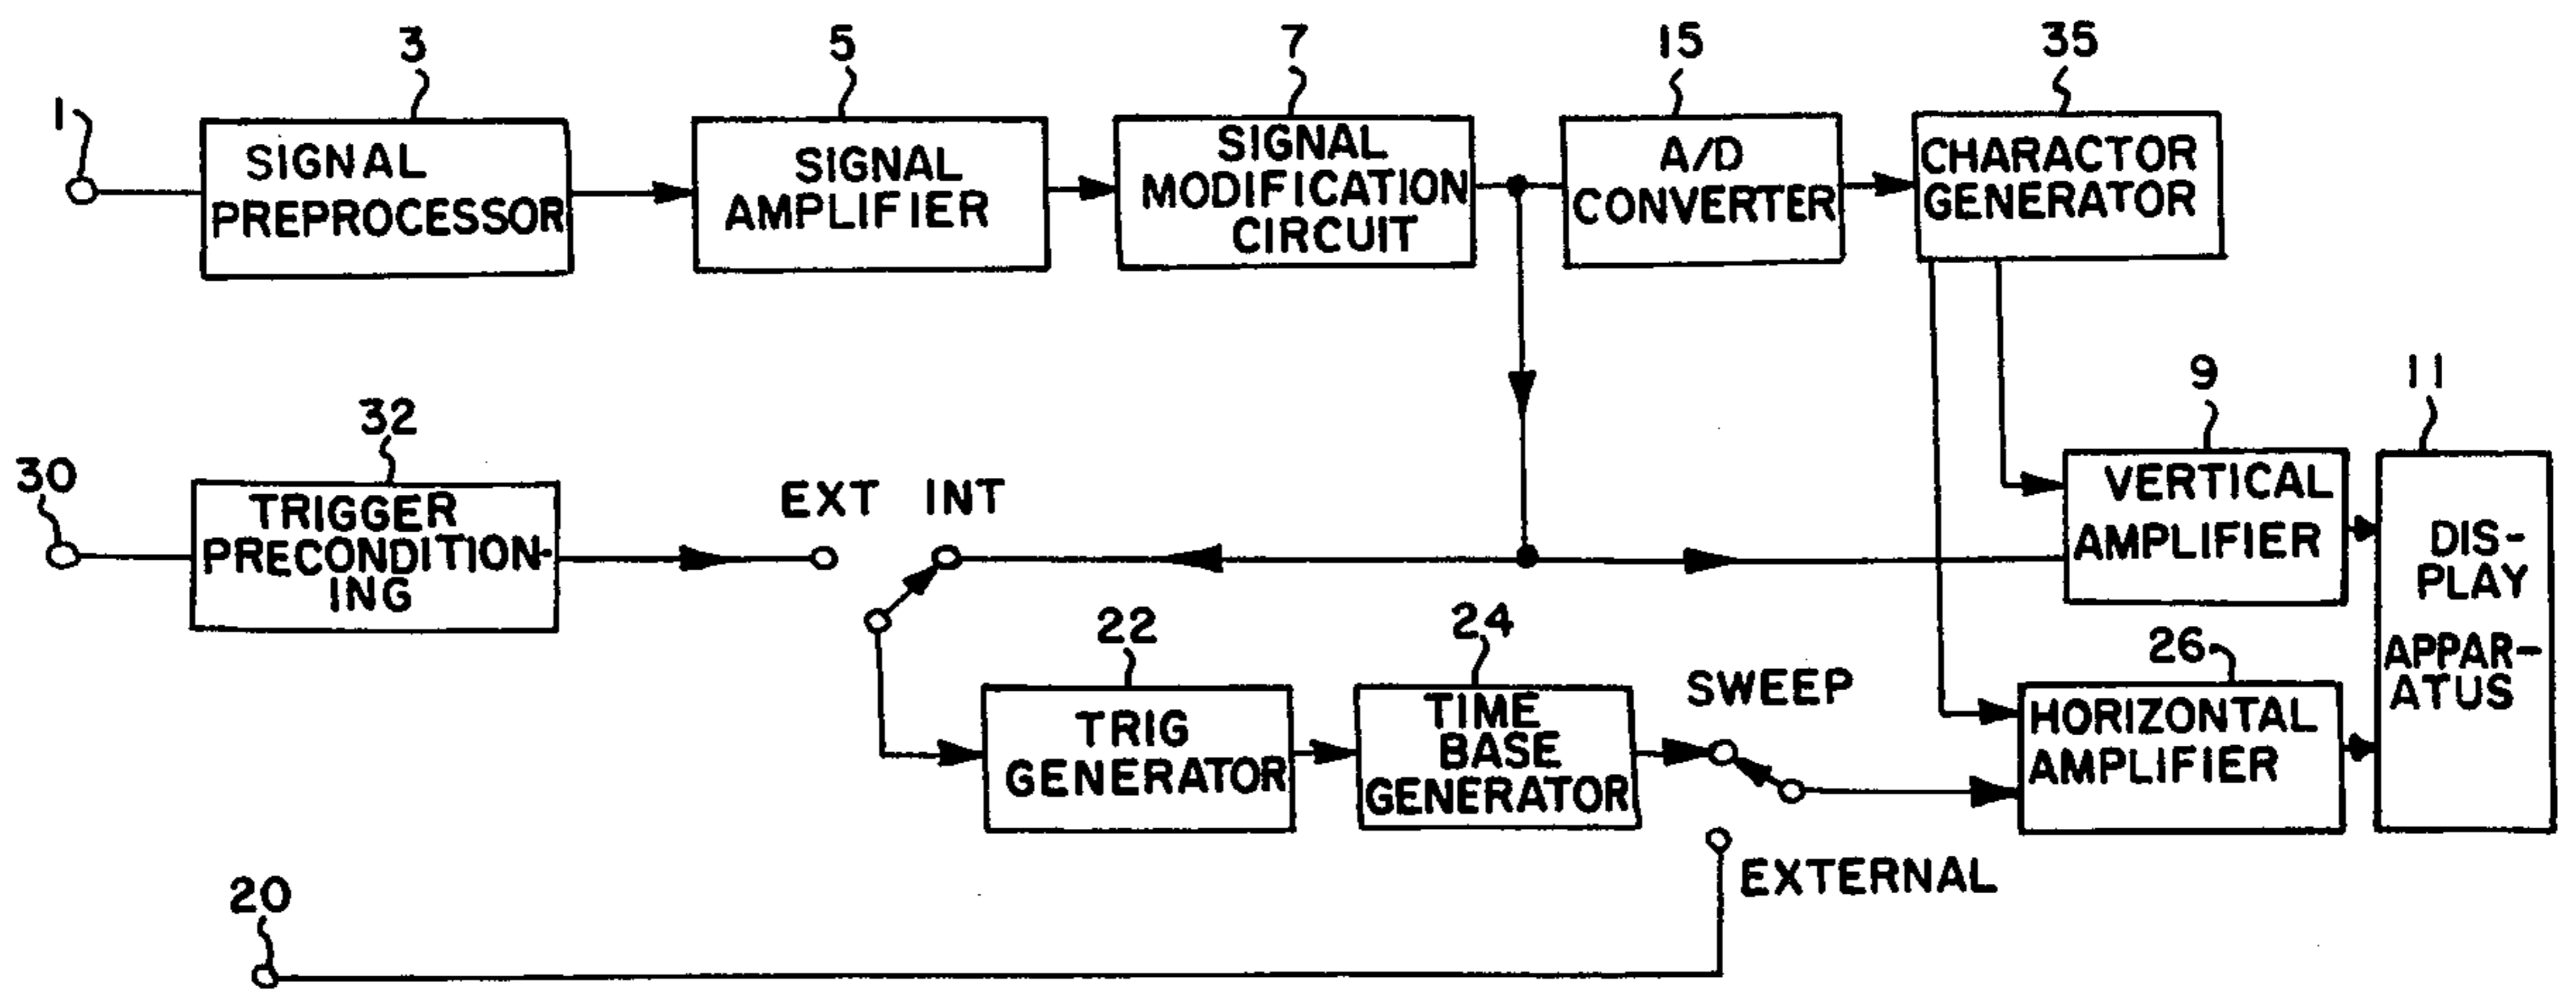 1
3
SIGNAL
PREPROCESSOR
5
SIGNAL
AMPLIFIER
7
SIGNAL
MODIFICATION
CIRCUIT
15
A/D
CONVERTER
35
CHARACTOR
GENERATOR
30
32
TRIGGER
PRECONDITION-
ING
EXT INT
9
VERTICAL
AMPLIFIER
11
DIS-
PLAY
APPAR-
ATUS
22
TRIG
GENERATOR
24
TIME
BASE
GENERATOR
SWEEP
26
HORIZONTAL
AMPLIFIER
EXTERNAL
20